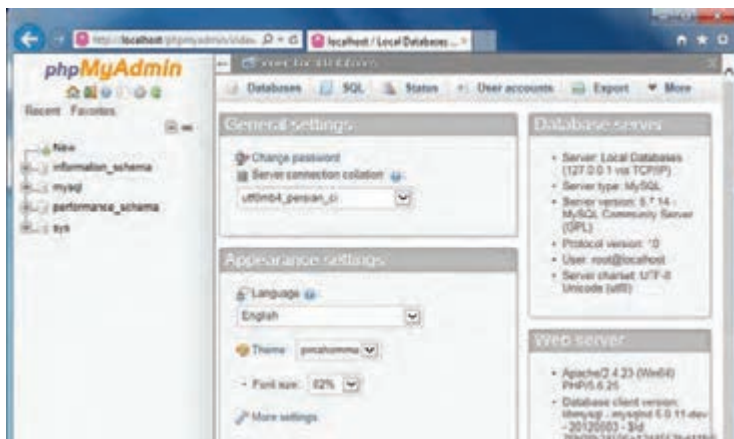 localhost / Local Databases ...
phpMyAdmin
Recent Favorites
New
information_schema
mysql
performance_schema
sys
Server: Local Databases
Databases SQL Status User accounts Export More
General settings
Change password
Server connection collation
utf8mb4_persian_ci
Appearance settings
Language
English
Theme pmahomme
Font size: 82%
More settings
Database server
Server: Local Databases
(127.0.0.1 via TCP/IP)
Server type: MySQL
Server version: 5.7.14 -
MySQL Community Server
(GPL)
Protocol version: 10
User: root@localhost
Server charset: UTF-8
Unicode (utf8)
Web server
Apache/2.4.23 (Win64)
PHP/5.6.25
Database client version:
libmysql - mysqlnd 5.0.11-dev
- 20120503 - $Id: